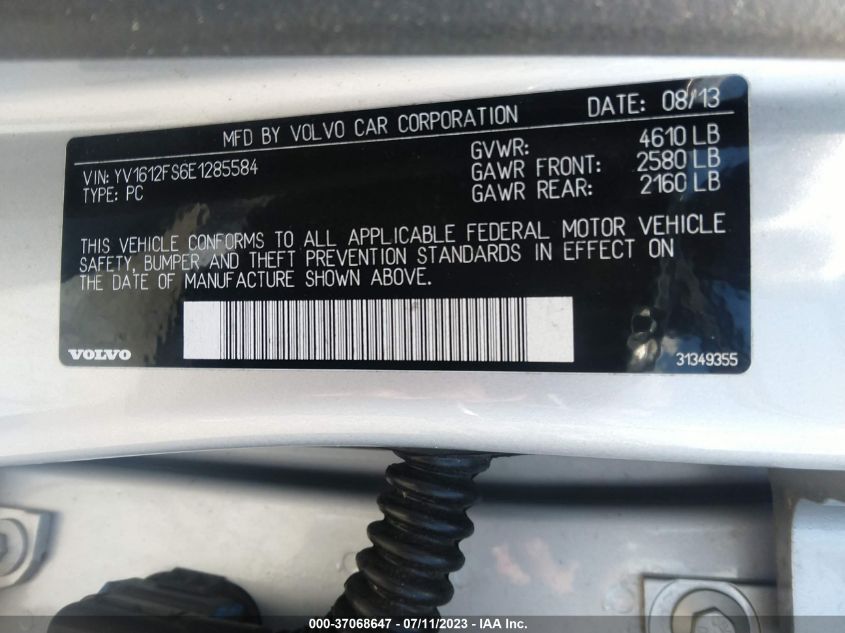 MFD BY VOLVO CAR CORPORATION DATE: 08/13
VIN: YV1612FS6E1285584
TYPE: PC
GVWR: 4610 LB
GAWR FRONT: 2580 LB
GAWR REAR: 2160 LB
THIS VEHICLE CONFORMS TO ALL APPLICABLE FEDERAL MOTOR VEHICLE
SAFETY, BUMPER AND THEFT PREVENTION STANDARDS IN EFFECT ON
THE DATE OF MANUFACTURE SHOWN ABOVE.
VOLVO
31349355
000-37068647 - 07/11/2023 - IAA Inc.